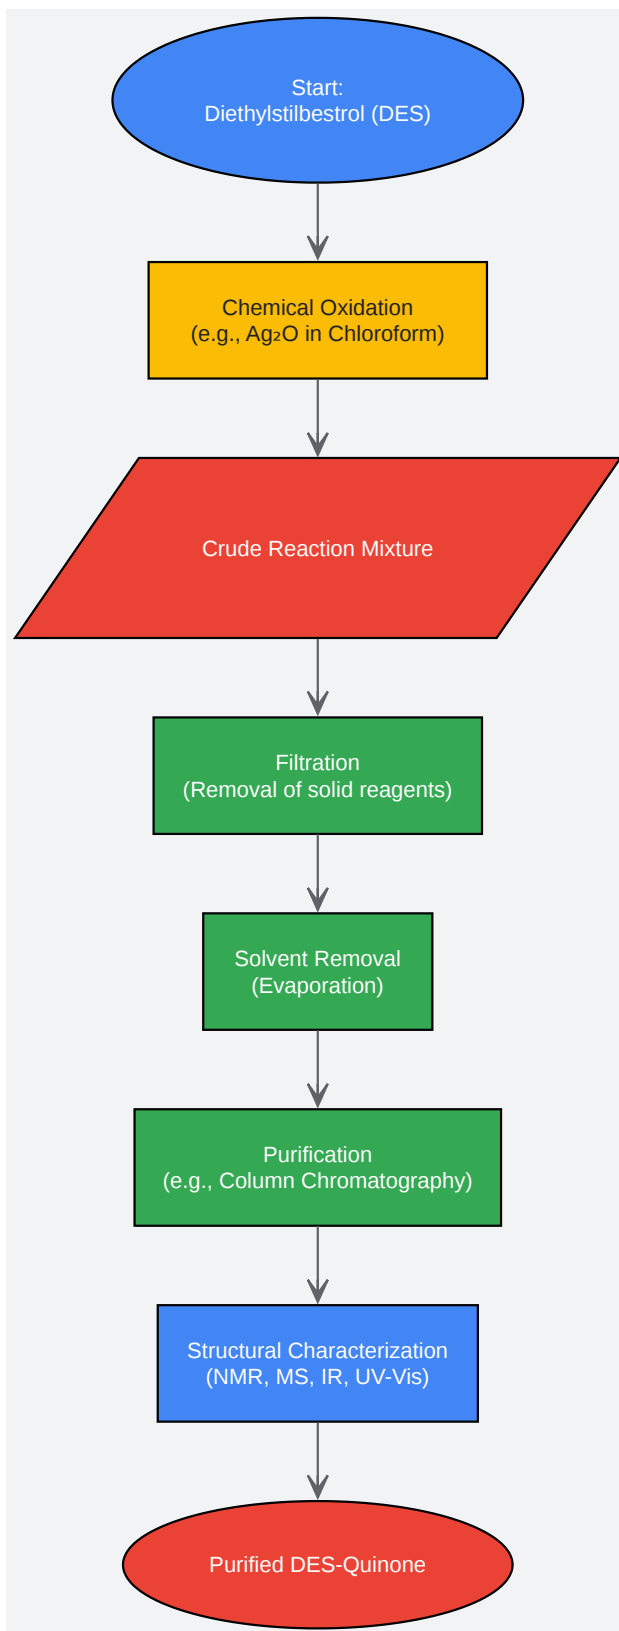 Start:
Diethylstilbestrol (DES)
Chemical Oxidation
(e.g., Ag₂O in Chloroform)
Crude Reaction Mixture
Filtration
(Removal of solid reagents)
Solvent Removal
(Evaporation)
Purification
(e.g., Column Chromatography)
Structural Characterization
(NMR, MS, IR, UV-Vis)
Purified DES-Quinone